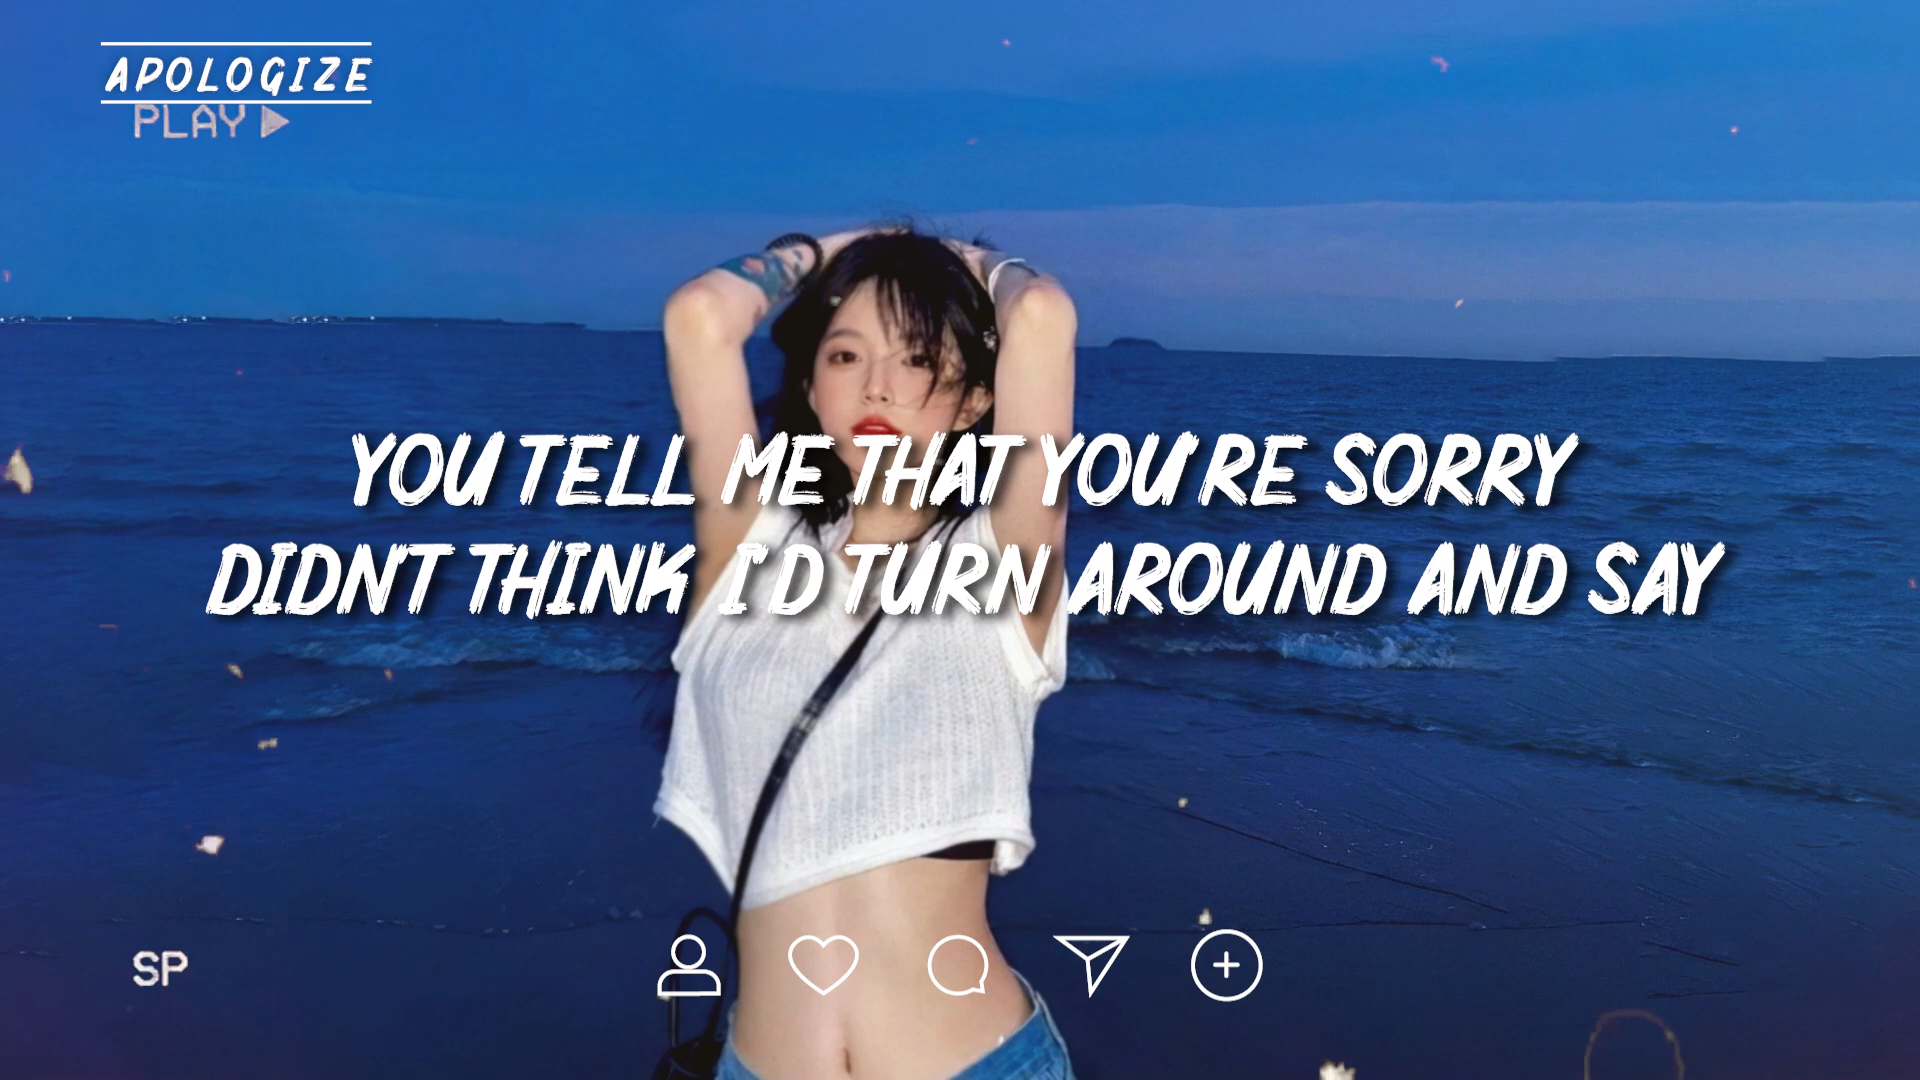 APOLOGIZE
PLAY
YOU TELL ME THAT YOU'RE SORRY
DIDN'T THINK I'D TURN AROUND AND SAY
SP